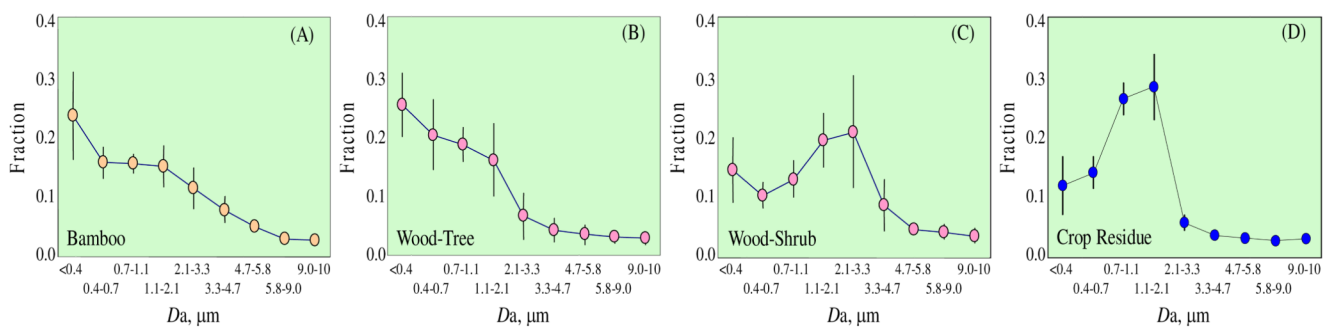 0.4
0.3
0.2
0.1
0.0
Fraction
(A)
Bamboo
<0.4 0.7-1.1 2.1-3.3 4.7-5.8 9.0-10
0.4-0.7 1.1-2.1 3.3-4.7 5.8-9.0
Da, μm
0.4
0.3
0.2
0.1
0.0
Fraction
(B)
Wood-Tree
<0.4 0.7-1.1 2.1-3.3 4.7-5.8 9.0-10
0.4-0.7 1.1-2.1 3.3-4.7 5.8-9.0
Da, μm
0.4
0.3
0.2
0.1
0.0
Fraction
(C)
Wood-Shrub
<0.4 0.7-1.1 2.1-3.3 4.7-5.8 9.0-10
0.4-0.7 1.1-2.1 3.3-4.7 5.8-9.0
Da, μm
0.4
0.3
0.2
0.1
0.0
Fraction
(D)
Crop Residue
<0.4 0.7-1.1 2.1-3.3 4.7-5.8 9.0-10
0.4-0.7 1.1-2.1 3.3-4.7 5.8-9.0
Da, μm